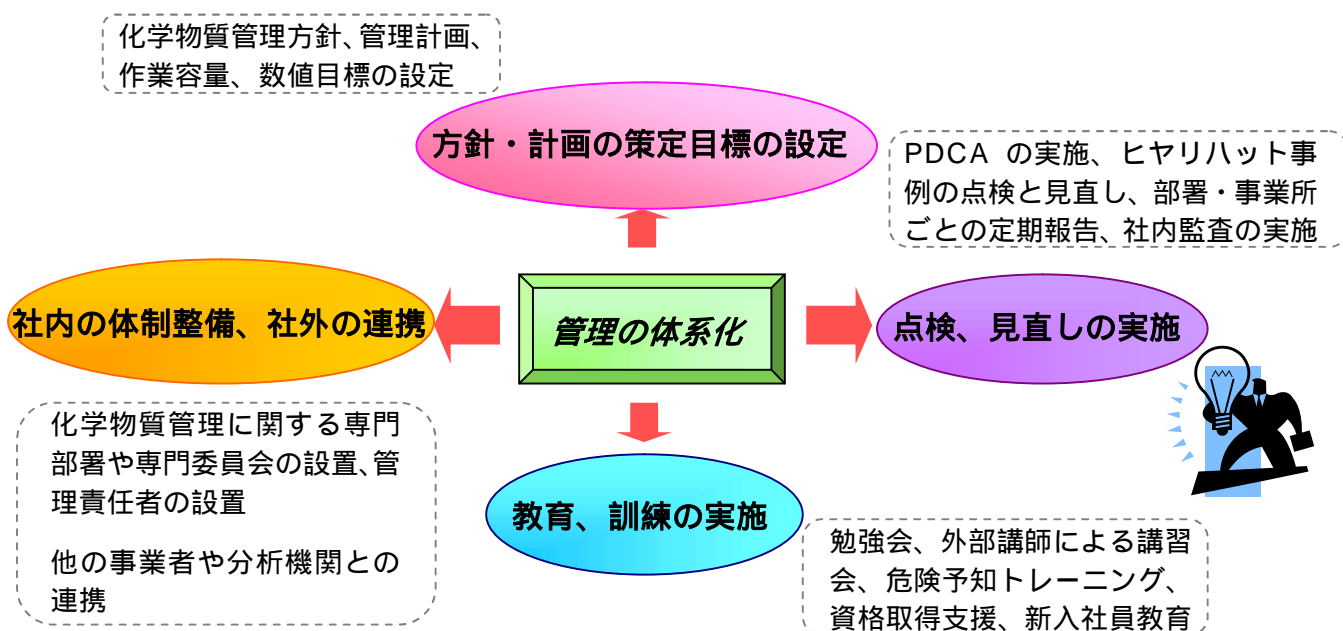 化学物質管理方針、管理計画、
作業容量、数値目標の設定
方針・計画の策定目標の設定
PDCA の実施、ヒヤリハット事
例の点検と見直し、部署・事業所
ごとの定期報告、社内監査の実施
社内の体制整備、社外の連携
管理の体系化
点検、見直しの実施
化学物質管理に関する専門
部署や専門委員会の設置、管
理責任者の設置
他の事業者や分析機関との
連携
教育、訓練の実施
勉強会、外部講師による講習
会、危険予知トレーニング、
資格取得支援、新入社員教育